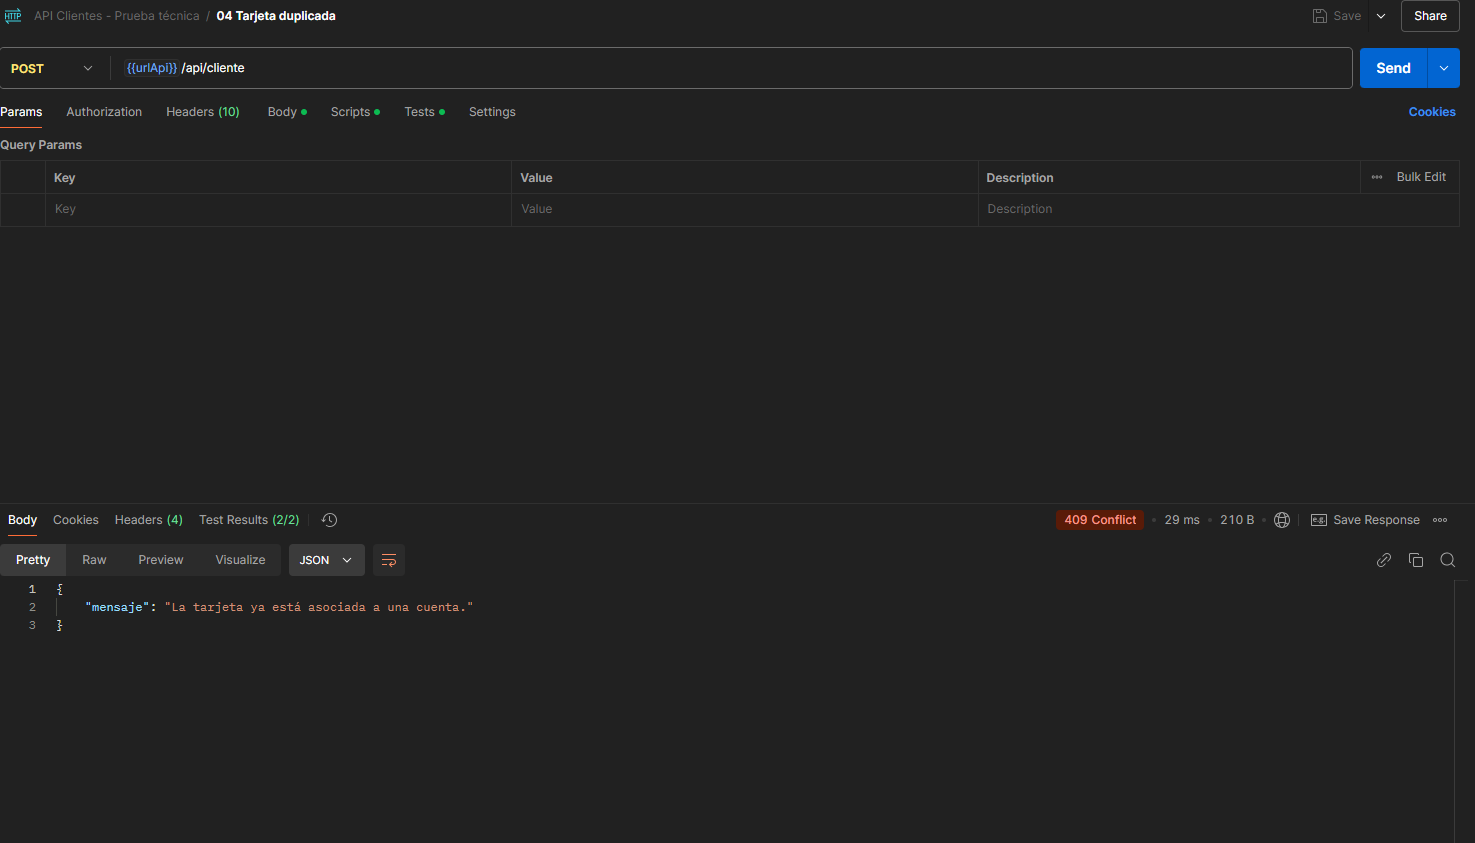 HTTP API Clientes - Prueba técnica / 04 Tarjeta duplicada Save Share
POST {{urlApi}} /api/cliente Send
Params Authorization Headers (10) Body Scripts Tests Settings Cookies
Query Params
Key Value Description Bulk Edit
Key Value Description
Body Cookies Headers (4) Test Results (2/2) 409 Conflict 29 ms 210 B e.g. Save Response
Pretty Raw Preview Visualize JSON
1 {
2 "mensaje": "La tarjeta ya está asociada a una cuenta."
3 }